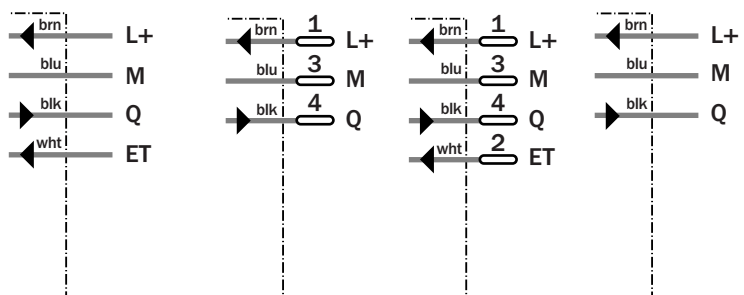 brn L+
blu M
blk Q
wht ET
brn 1 L+
blu 3 M
blk 4 Q
brn 1 L+
blu 3 M
blk 4 Q
wht 2 ET
brn L+
blu M
blk Q